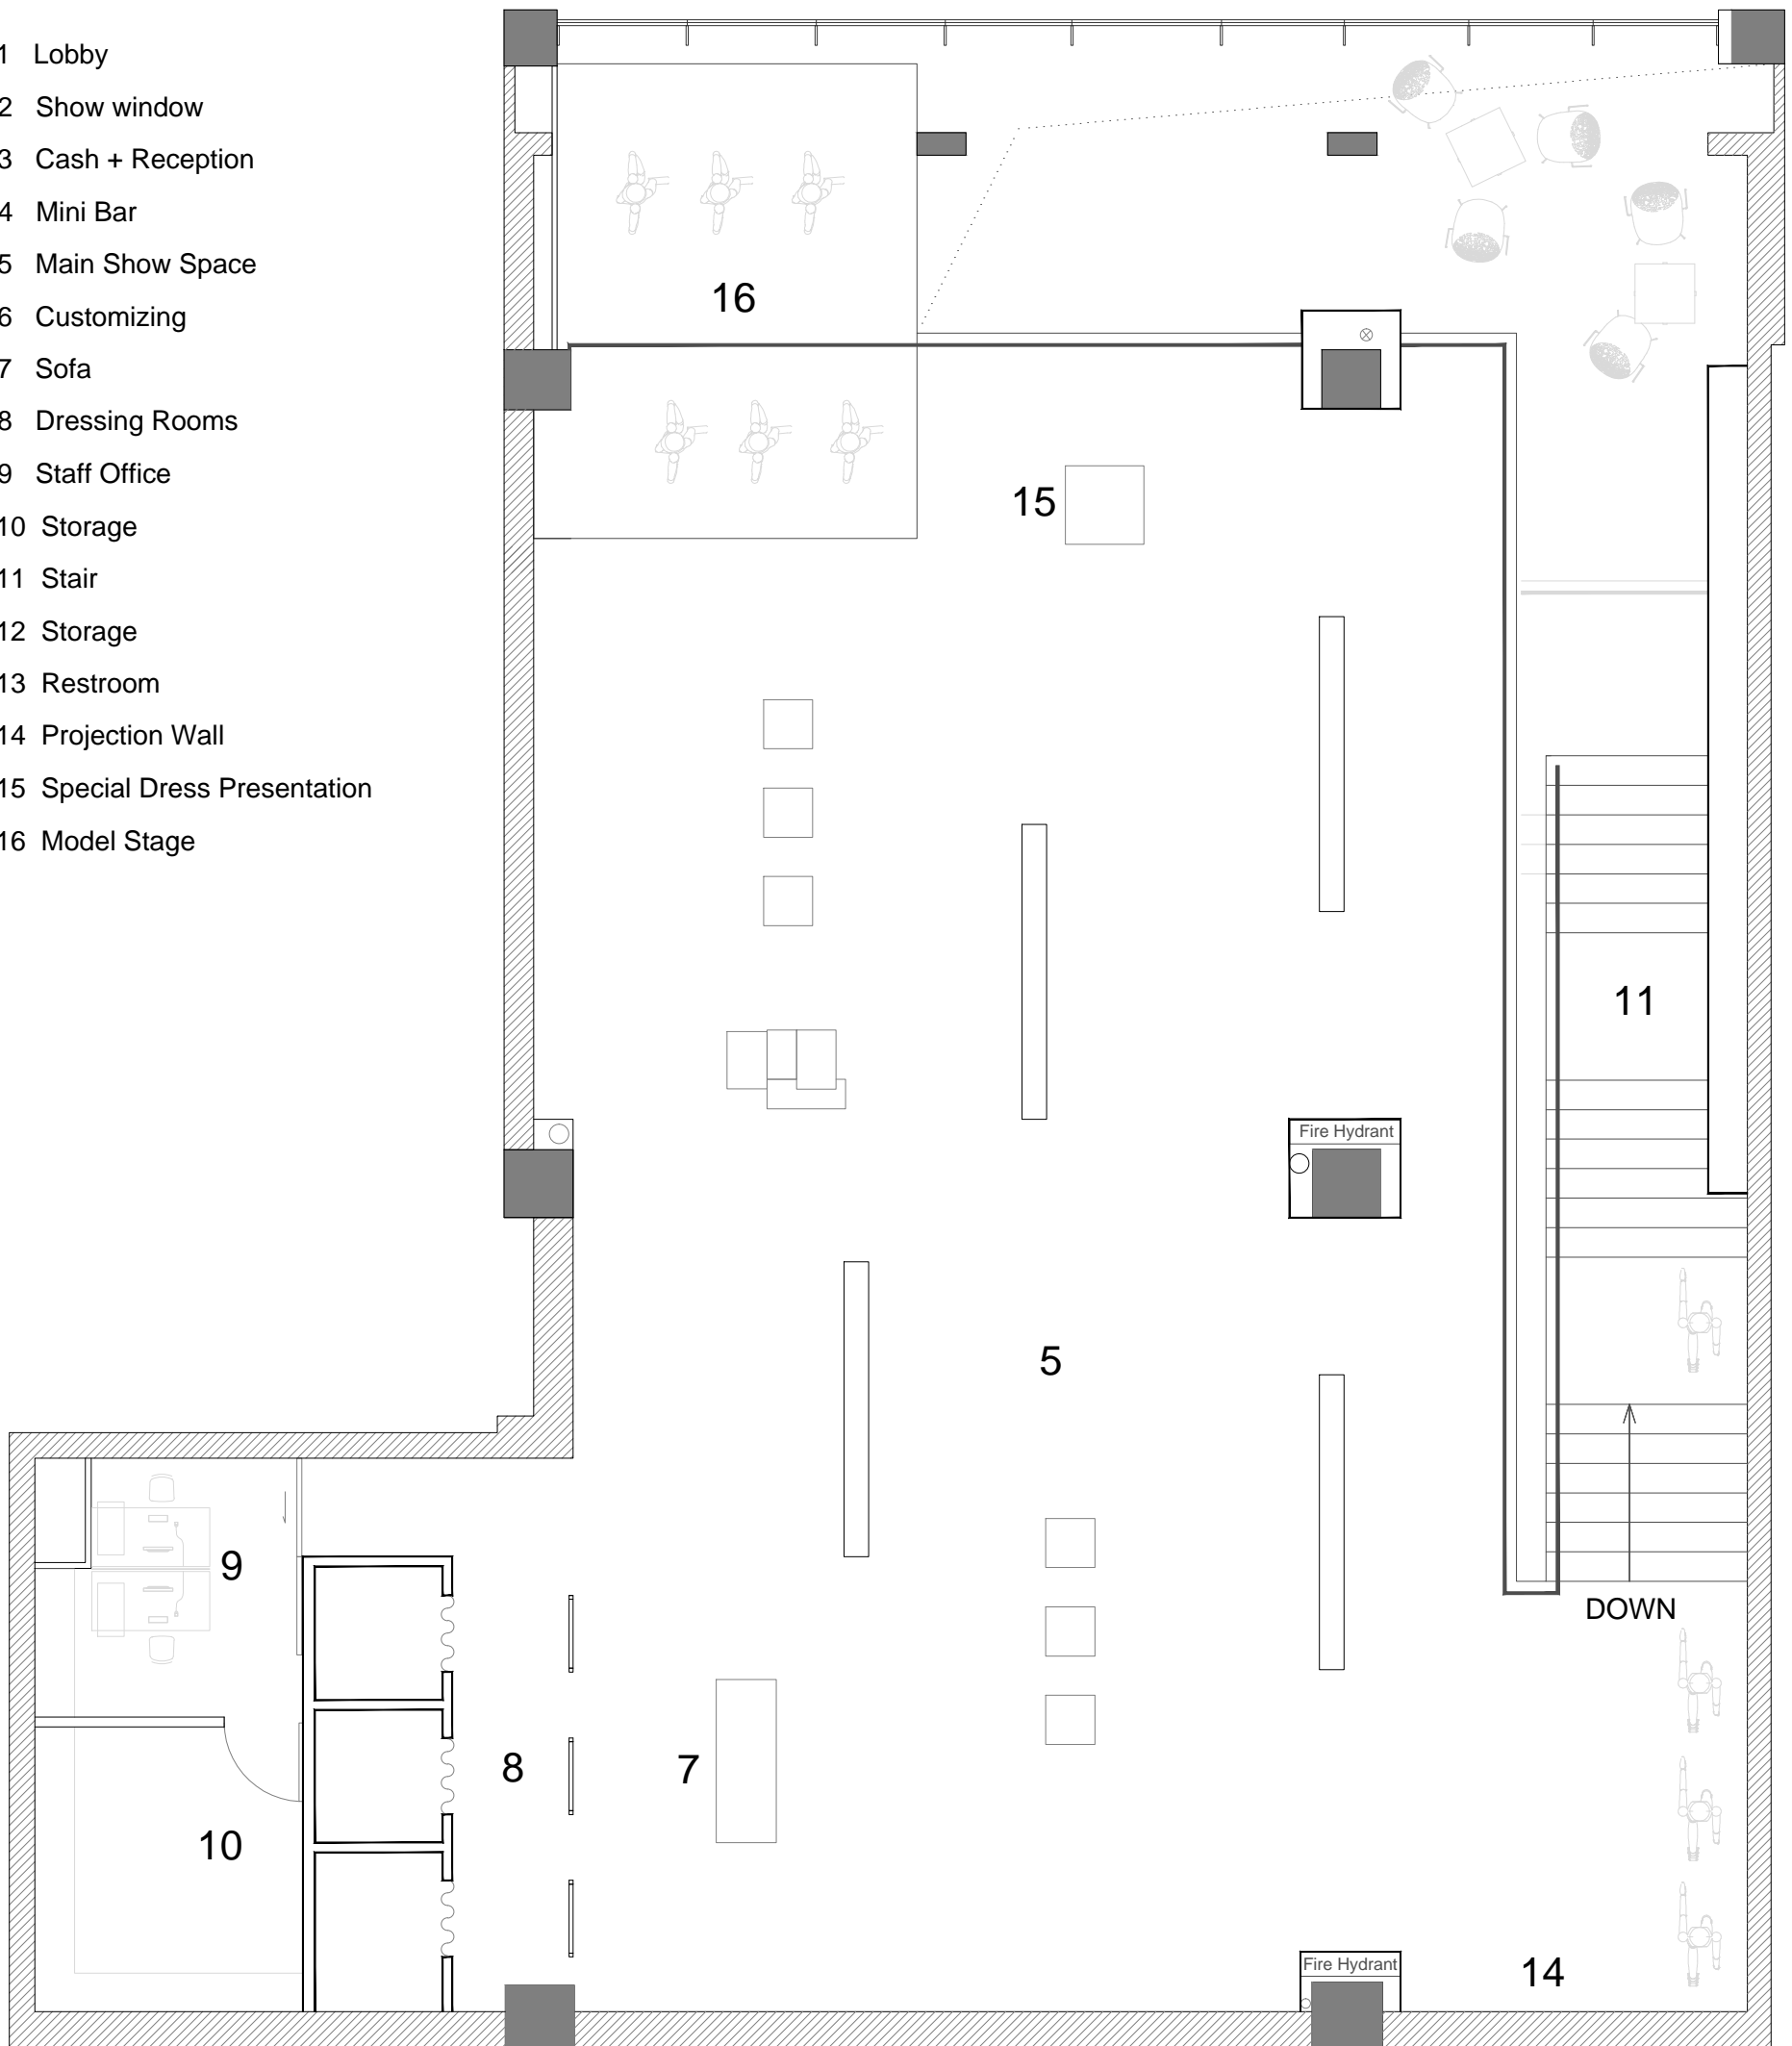 1 Lobby
2 Show window
3 Cash + Reception
4 Mini Bar
5 Main Show Space
6 Customizing
7 Sofa
8 Dressing Rooms
9 Staff Office
10 Storage
11 Stair
12 Storage
13 Restroom
14 Projection Wall
15 Special Dress Presentation
16 Model Stage
16
15
11
Fire Hydrant
5
9
DOWN
8
7
10
Fire Hydrant
14